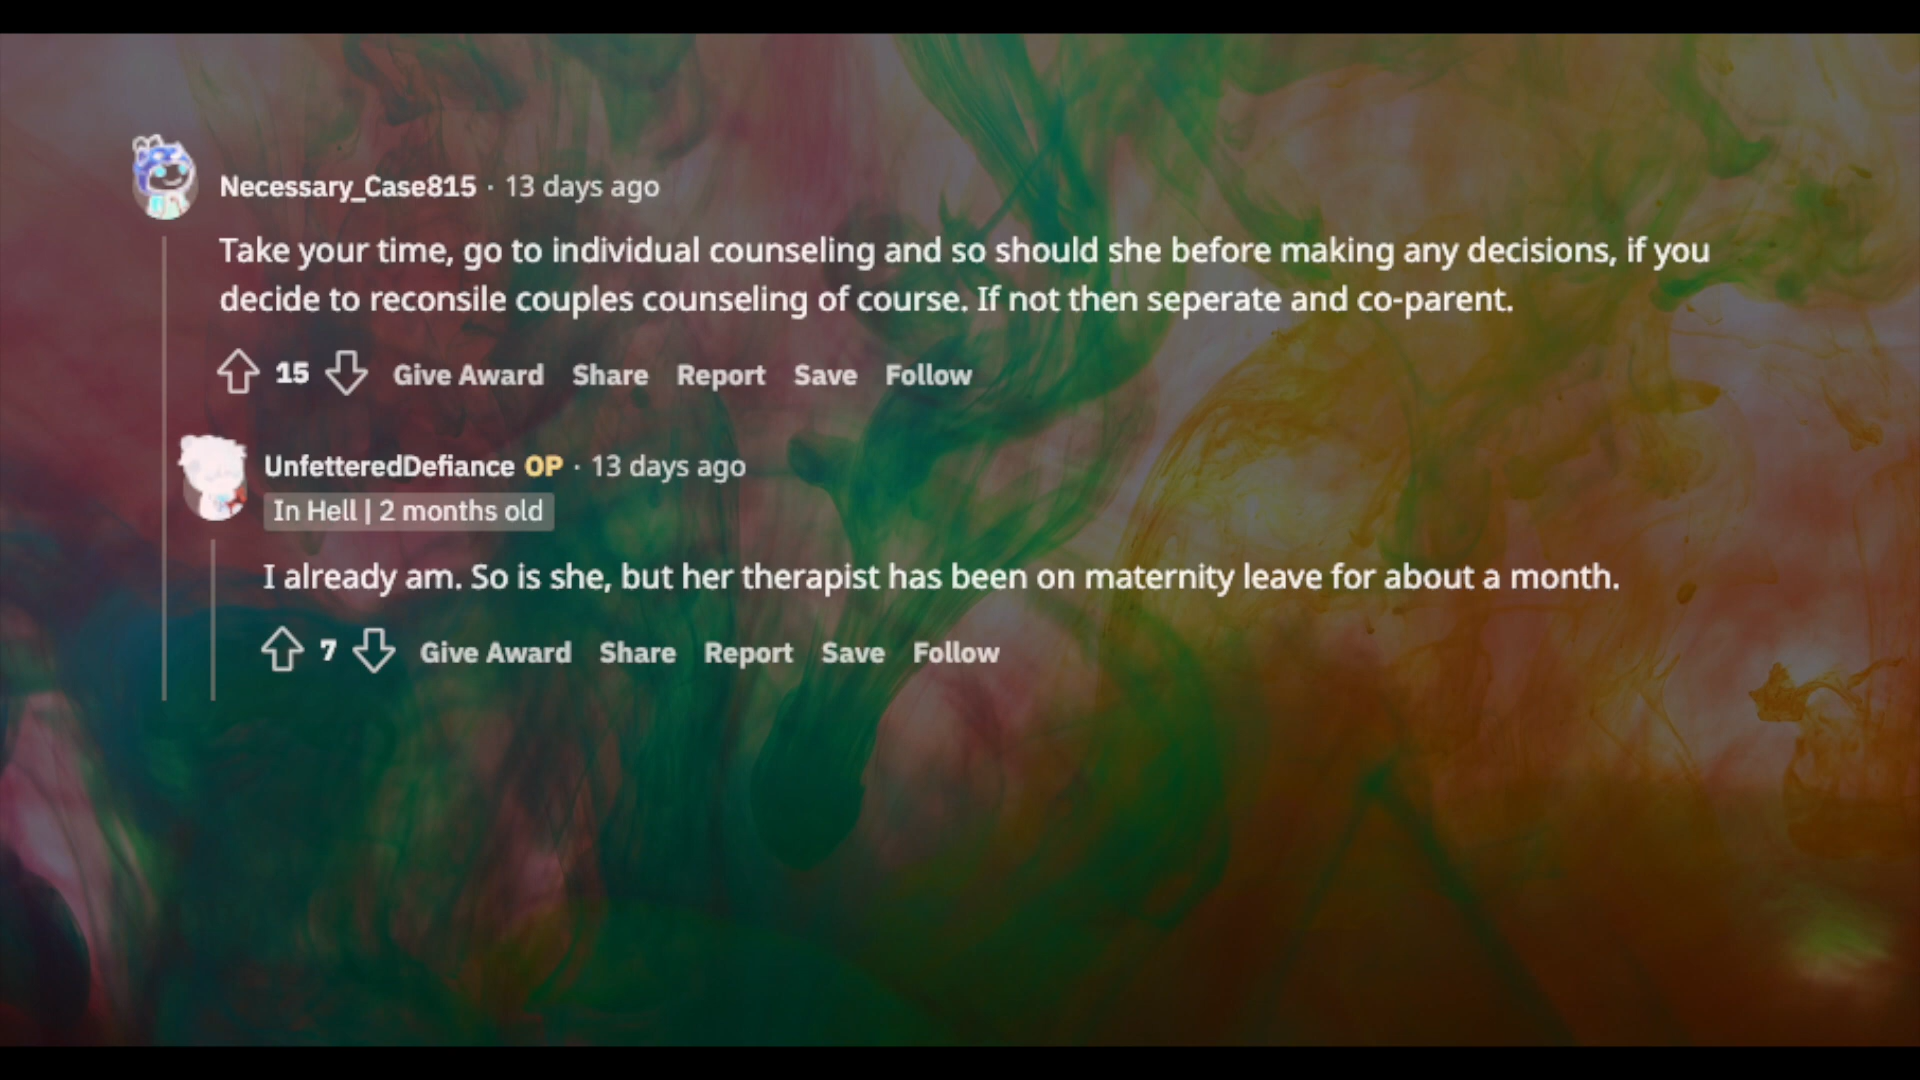 Necessary_Case815 · 13 days ago
Take your time, go to individual counseling and so should she before making any decisions, if you
decide to reconsile couples counseling of course. If not then seperate and co-parent.
15 Give Award Share Report Save Follow
UnfetteredDefiance OP · 13 days ago
In Hell | 2 months old
I already am. So is she, but her therapist has been on maternity leave for about a month.
7 Give Award Share Report Save Follow